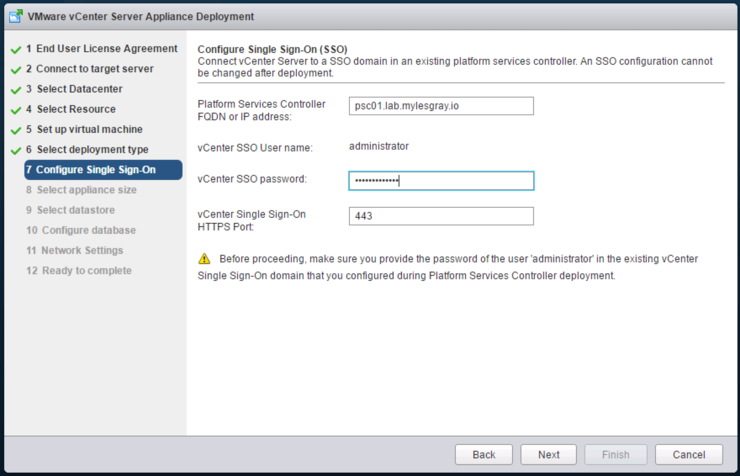 VMware vCenter Server Appliance Deployment
1 End User License Agreement
2 Connect to target server
3 Select Datacenter
4 Select Resource
5 Set up virtual machine
6 Select deployment type
7 Configure Single Sign-On
8 Select appliance size
9 Select datastore
10 Configure database
11 Network Settings
12 Ready to complete
Configure Single Sign-On (SSO)
Connect vCenter Server to a SSO domain in an existing platform services controller. An SSO configuration cannot
be changed after deployment.
Platform Services Controller
FQDN or IP address:
psc01.lab.mylesgray.io
vCenter SSO User name:
administrator
vCenter SSO password:
•••••••••••••
vCenter Single Sign-On
HTTPS Port:
443
Before proceeding, make sure you provide the password of the user 'administrator' in the existing vCenter
Single Sign-On domain that you configured during Platform Services Controller deployment.
Back
Next
Finish
Cancel